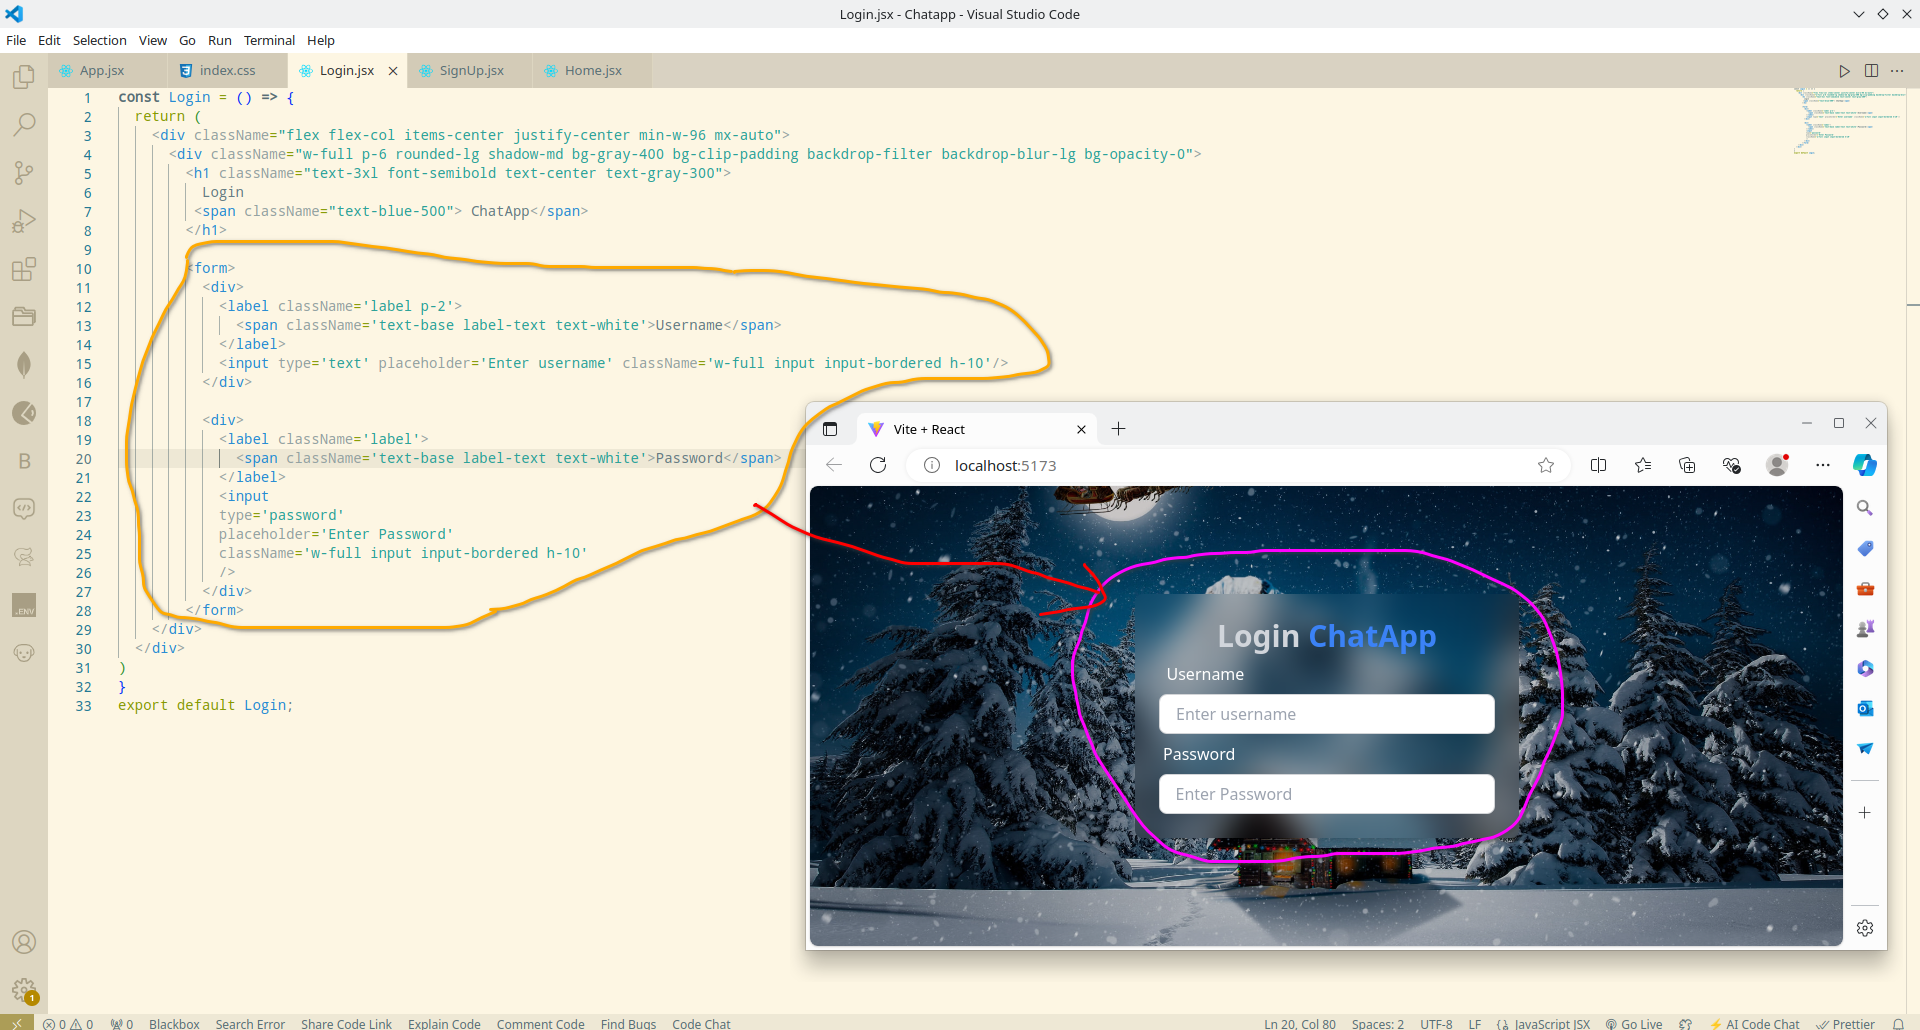 Login.jsx - Chatapp - Visual Studio Code
File Edit Selection View Go Run Terminal Help
App.jsx index.css Login.jsx SignUp.jsx Home.jsx
1 const Login = () => {
2 return (
3 <div className="flex flex-col items-center justify-center min-w-96 mx-auto">
4 <div className="w-full p-6 rounded-lg shadow-md bg-gray-400 bg-clip-padding backdrop-filter backdrop-blur-lg bg-opacity-0">
5 <h1 className="text-3xl font-semibold text-center text-gray-300">
6 Login
7 <span className="text-blue-500"> ChatApp</span>
8 </h1>
9
10 <form>
11 <div>
12 <label className='label p-2'>
13 <span className='text-base label-text text-white'>Username</span>
14 </label>
15 <input type='text' placeholder='Enter username' className='w-full input input-bordered h-10'/>
16 </div>
17
18 <div>
19 <label className='label'>
20 <span className='text-base label-text text-white'>Password</span>
21 </label>
22 <input
23 type='password'
24 placeholder='Enter Password'
25 className='w-full input input-bordered h-10'
26 />
27 </div>
28 </form>
29 </div>
30 </div>
31 )
32 }
33 export default Login;
Vite + React
localhost:5173
Login ChatApp
Username
Enter username
Password
Enter Password
B
.ENV
1
0 0 0 Blackbox Search Error Share Code Link Explain Code Comment Code Find Bugs Code Chat Ln 20, Col 80 Spaces: 2 UTF-8 LF JavaScript JSX Go Live AI Code Chat Prettier